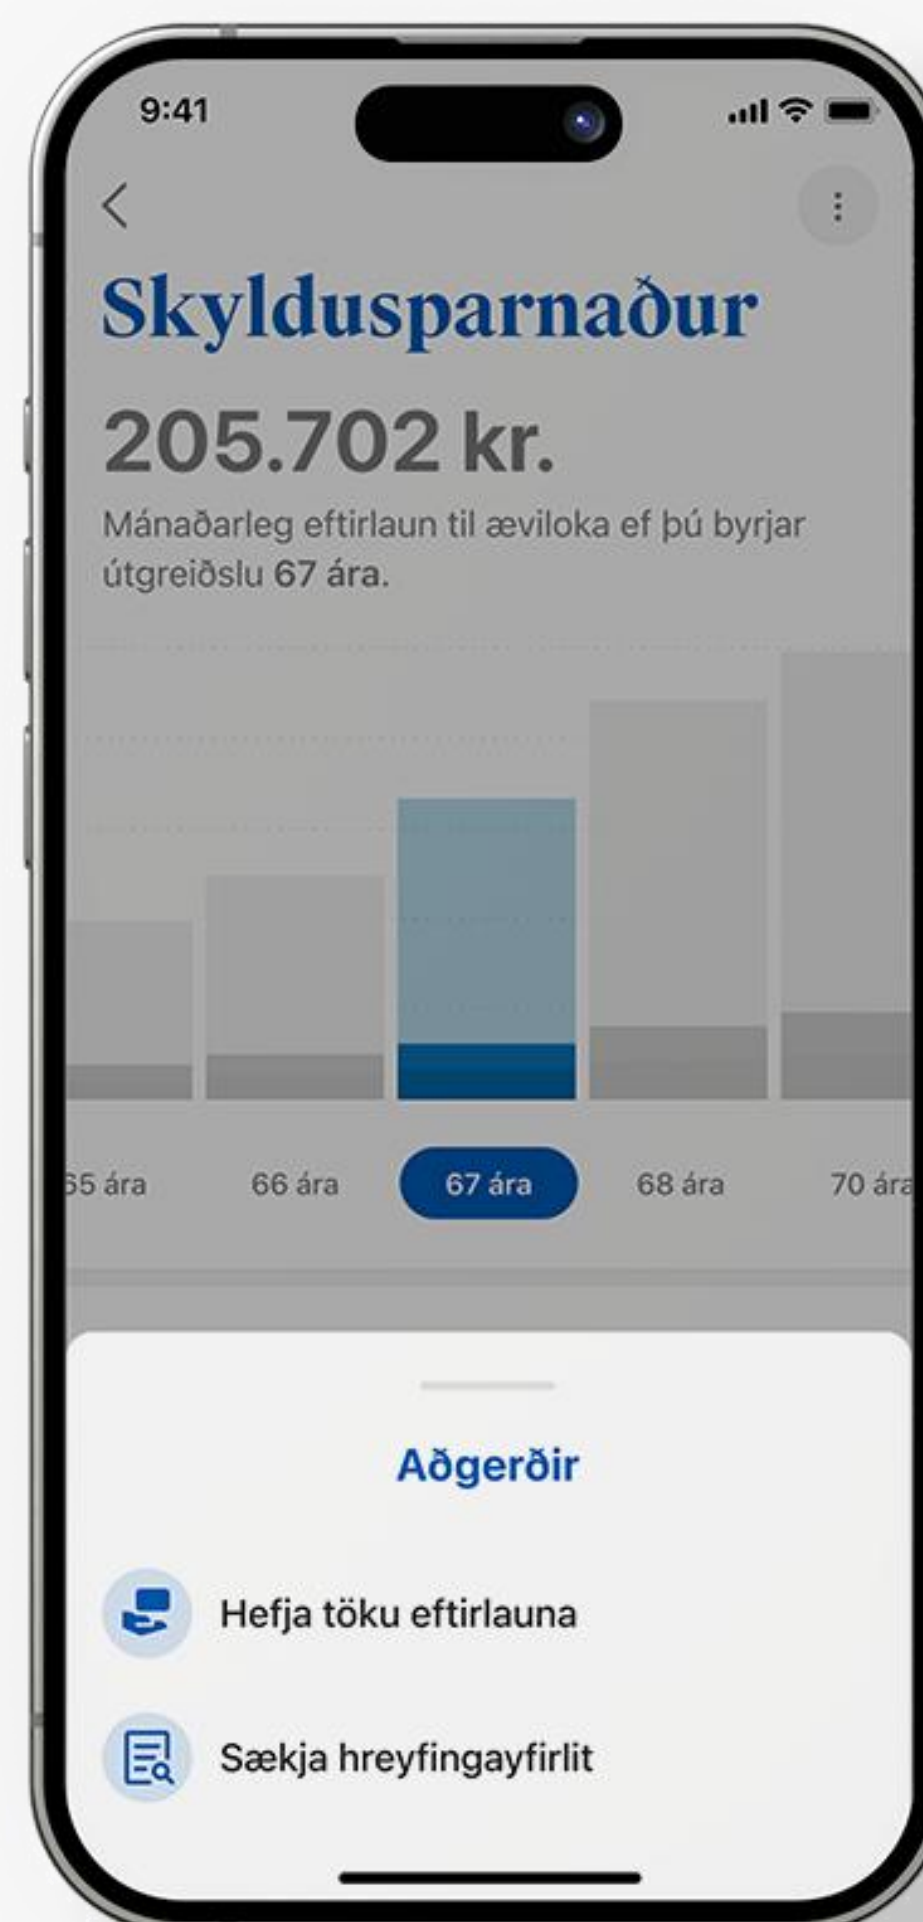 9:41
Skyldusparnaður
205.702 kr.
Mánaðarleg eftirlaun til æviloka ef þú byrjar
útgreiðslu 67 ára.
65 ára 66 ára 67 ára 68 ára 70 ára
Aðgerðir
Hefja töku eftirlauna
Sækja hreyfingayfirlit